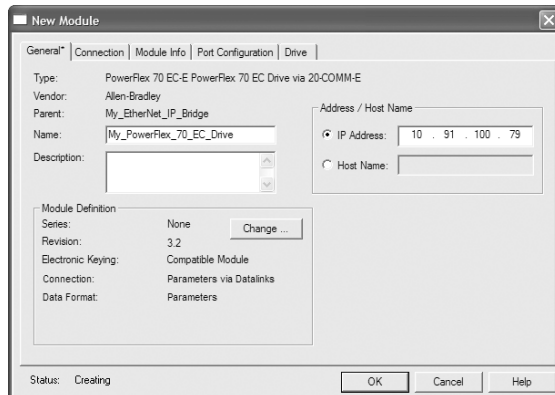 New Module
General* Connection Module Info Port Configuration Drive
Type: PowerFlex 70 EC-E PowerFlex 70 EC Drive via 20-COMM-E
Vendor: Allen-Bradley
Parent: My_EtherNet_IP_Bridge
Name: My_PowerFlex_70_EC_Drive
Description:
Address / Host Name
IP Address: 10 . 91 . 100 . 79
Host Name:
Module Definition
Series: None
Change ...
Revision: 3.2
Electronic Keying: Compatible Module
Connection: Parameters via Datalinks
Data Format: Parameters
Status: Creating
OK Cancel Help